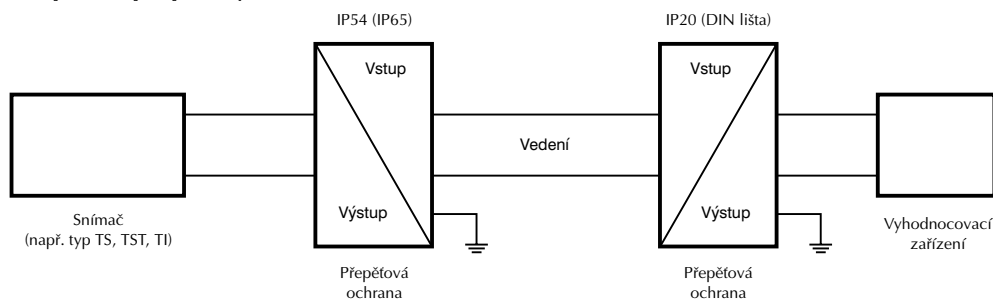 IP54 (IP65)
IP20 (DIN lišta)
Vstup
Vstup
Vedení
Výstup
Výstup
Snímač
(např. typ TS, TST, TI)
Vyhodnocovací
zařízení
Přepěťová
ochrana
Přepěťová
ochrana